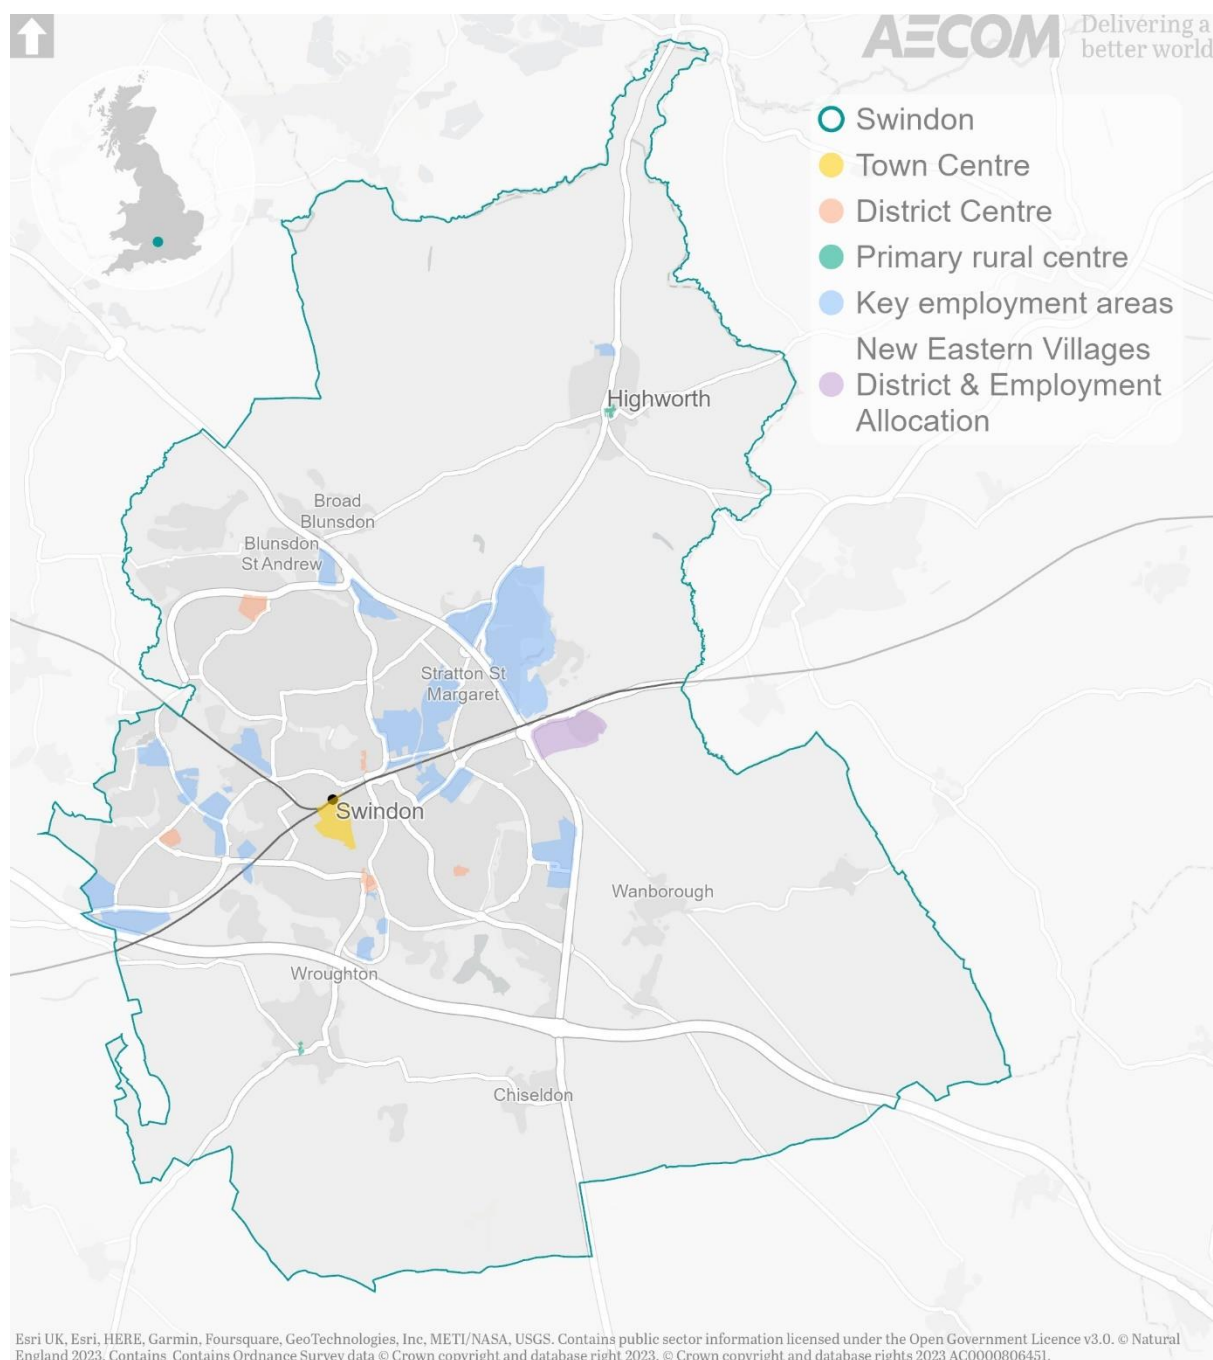 AECOM
Delivering a
better world
Swindon
Town Centre
District Centre
Primary rural centre
Key employment areas
New Eastern Villages
District & Employment
Allocation
Highworth
Broad
Blunsdon
Blunsdon
St Andrew
Stratton St
Margaret
Swindon
Wanborough
Wroughton
Chiseldon
Esri UK, Esri, HERE, Garmin, Foursquare, GeoTechnologies, Inc, METI/NASA, USGS. Contains public sector information licensed under the Open Government Licence v3.0. © Natural
England 2023. Contains Contains Ordnance Survey data © Crown copyright and database right 2023. © Crown copyright and database rights 2023 AC0000806451.